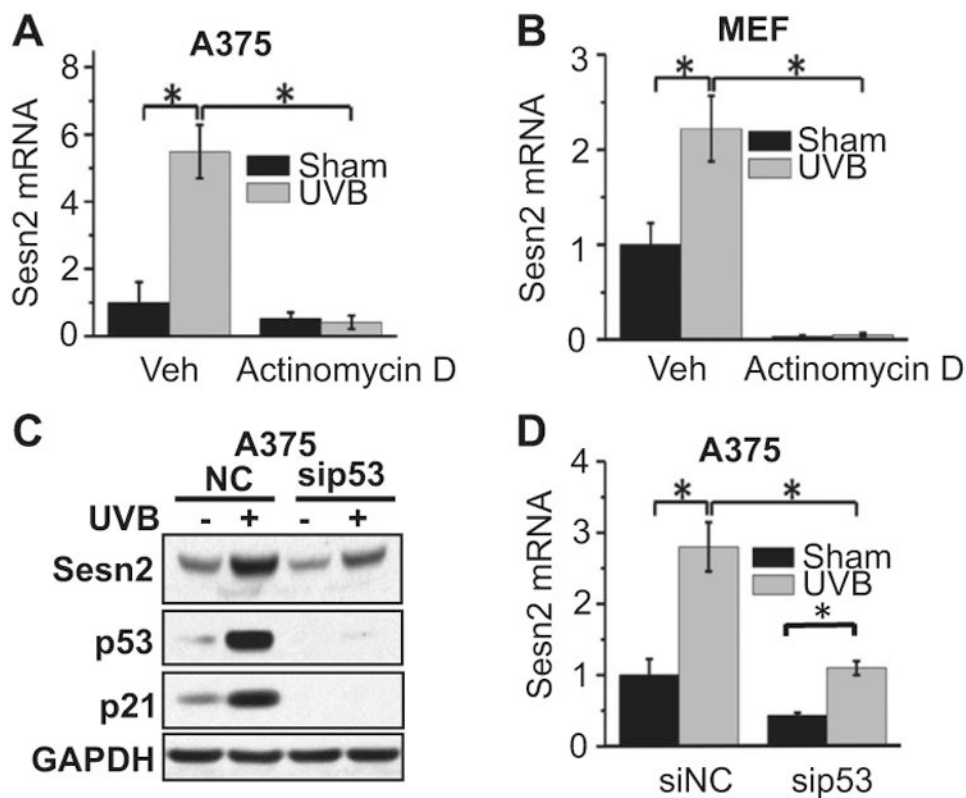 A
A375
Sesn2 mRNA
8
6
4
2
0
*
*
Sham
UVB
Veh
Actinomycin D
B
MEF
Sesn2 mRNA
3
2
1
0
*
*
Sham
UVB
Veh
Actinomycin D
C
A375
NC sip53
UVB - + - +
Sesn2
p53
p21
GAPDH
D
A375
Sesn2 mRNA
4
3
2
1
0
*
*
Sham
UVB
*
siNC
sip53